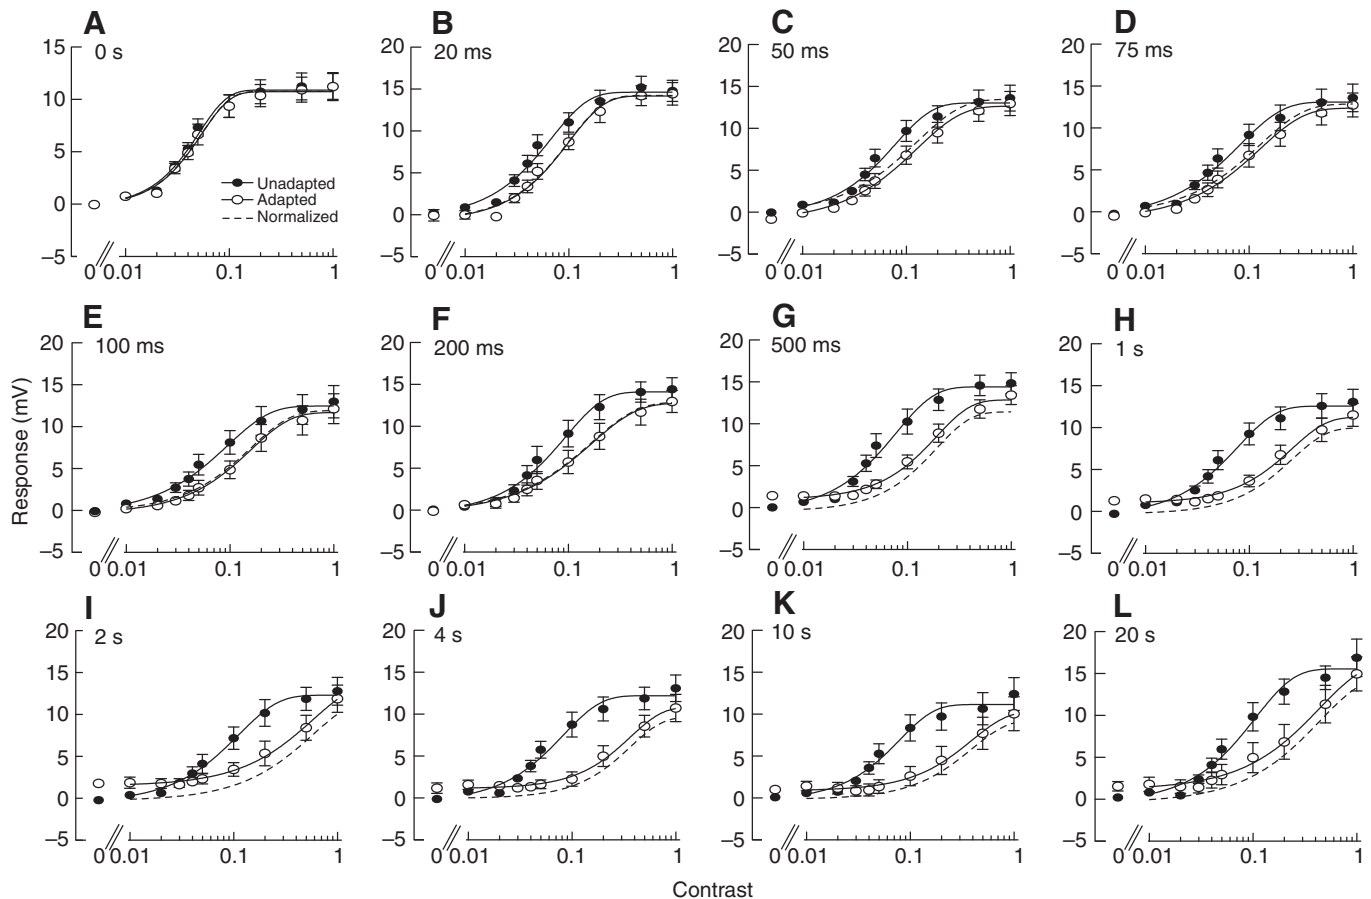 A B C D
0 s 20 ms 50 ms 75 ms
15 20 20 20
10 15 15 15
5 10 10 10
0 5 5 5
–5 0 0 0
–5 –5 –5
Unadapted
Adapted
Normalized
0 0.01 0.1 1 0 0.01 0.1 1 0 0.01 0.1 1 0 0.01 0.1 1
E F G H
100 ms 200 ms 500 ms 1 s
20 20 20 20
15 15 15 15
10 10 10 10
5 5 5 5
0 0 0 0
–5 –5 –5 –5
Response (mV)
0 0.01 0.1 1 0 0.01 0.1 1 0 0.01 0.1 1 0 0.01 0.1 1
I J K L
2 s 4 s 10 s 20 s
20 20 20 20
15 15 15 15
10 10 10 10
5 5 5 5
0 0 0 0
–5 –5 –5 –5
0 0.01 0.1 1 0 0.01 0.1 1 0 0.01 0.1 1 0 0.01 0.1 1
Contrast